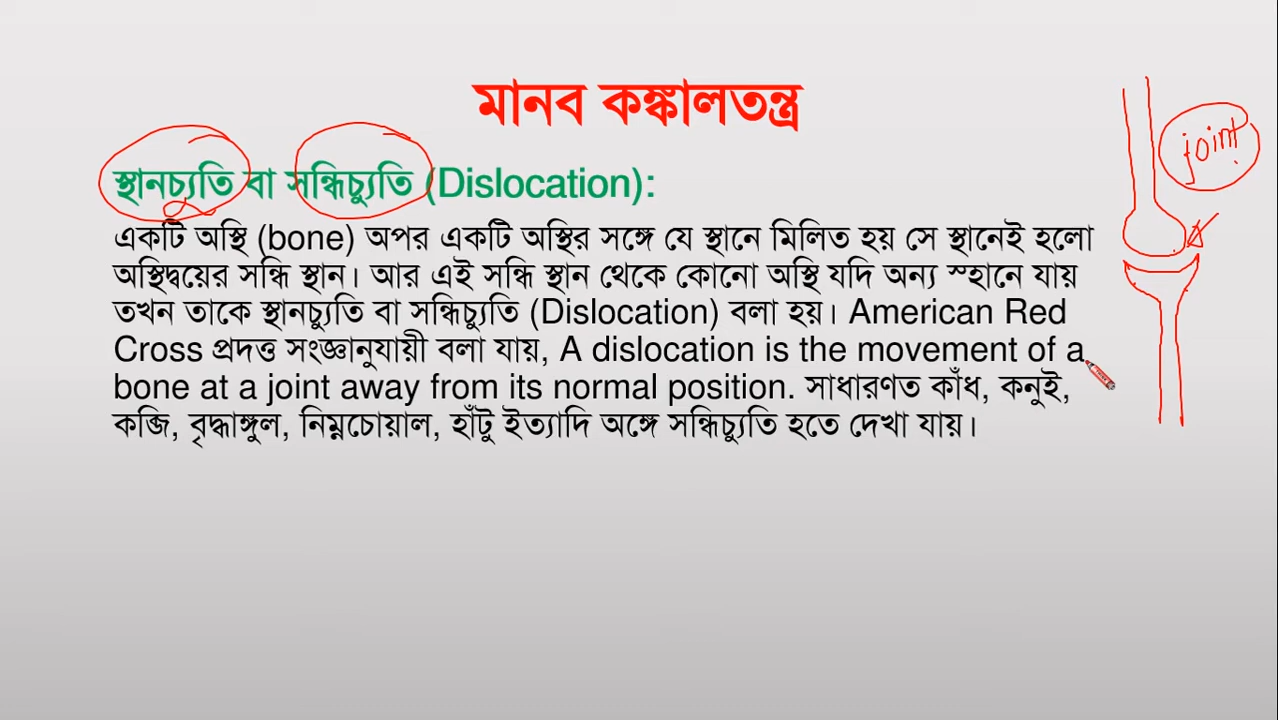 মানব কঙ্কালতন্ত্র
joint
স্থানচ্যুতি বা সন্ধিচ্যুতি (Dislocation):
একটি অস্থি (bone) অপর একটি অস্থির সঙ্গে যে স্থানে মিলিত হয় সে স্থানেই হলো
অস্থিদ্বয়ের সন্ধি স্থান। আর এই সন্ধি স্থান থেকে কোনো অস্থি যদি অন্য স্হানে যায়
তখন তাকে স্থানচ্যুতি বা সন্ধিচ্যুতি (Dislocation) বলা হয়। American Red
Cross প্রদত্ত সংজ্ঞানুযায়ী বলা যায়, A dislocation is the movement of a
bone at a joint away from its normal position. সাধারণত কাঁধ, কনুই,
কব্জি, বৃদ্ধাঙ্গুল, নিম্নচোয়াল, হাঁটু ইত্যাদি অঙ্গে সন্ধিচ্যুতি হতে দেখা যায়।